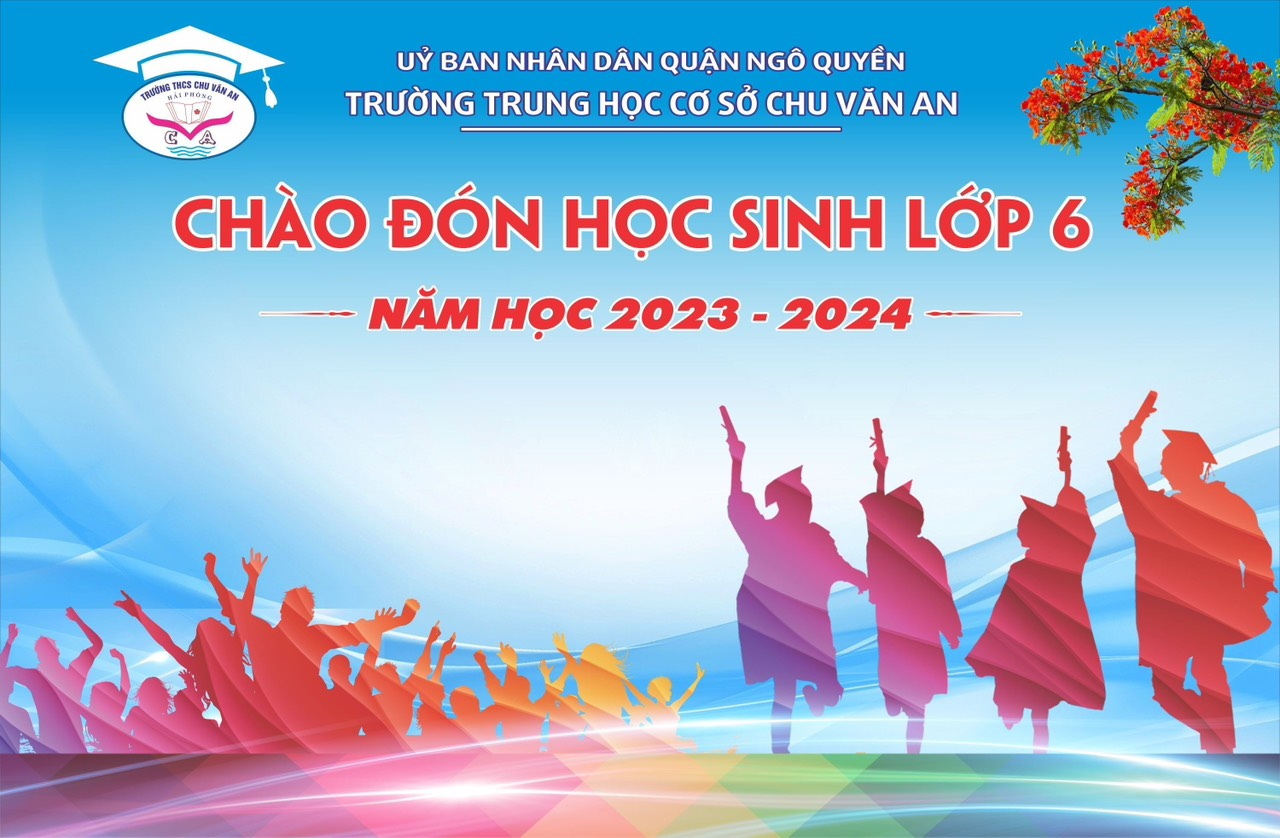 UỶ BAN NHÂN DÂN QUẬN NGÔ QUYỀN
TRƯỜNG TRUNG HỌC CƠ SỞ CHU VĂN AN
TRƯỜNG THCS CHU VĂN AN
HẢI PHÒNG
C A
CHÀO ĐÓN HỌC SINH LỚP 6
NĂM HỌC 2023 - 2024